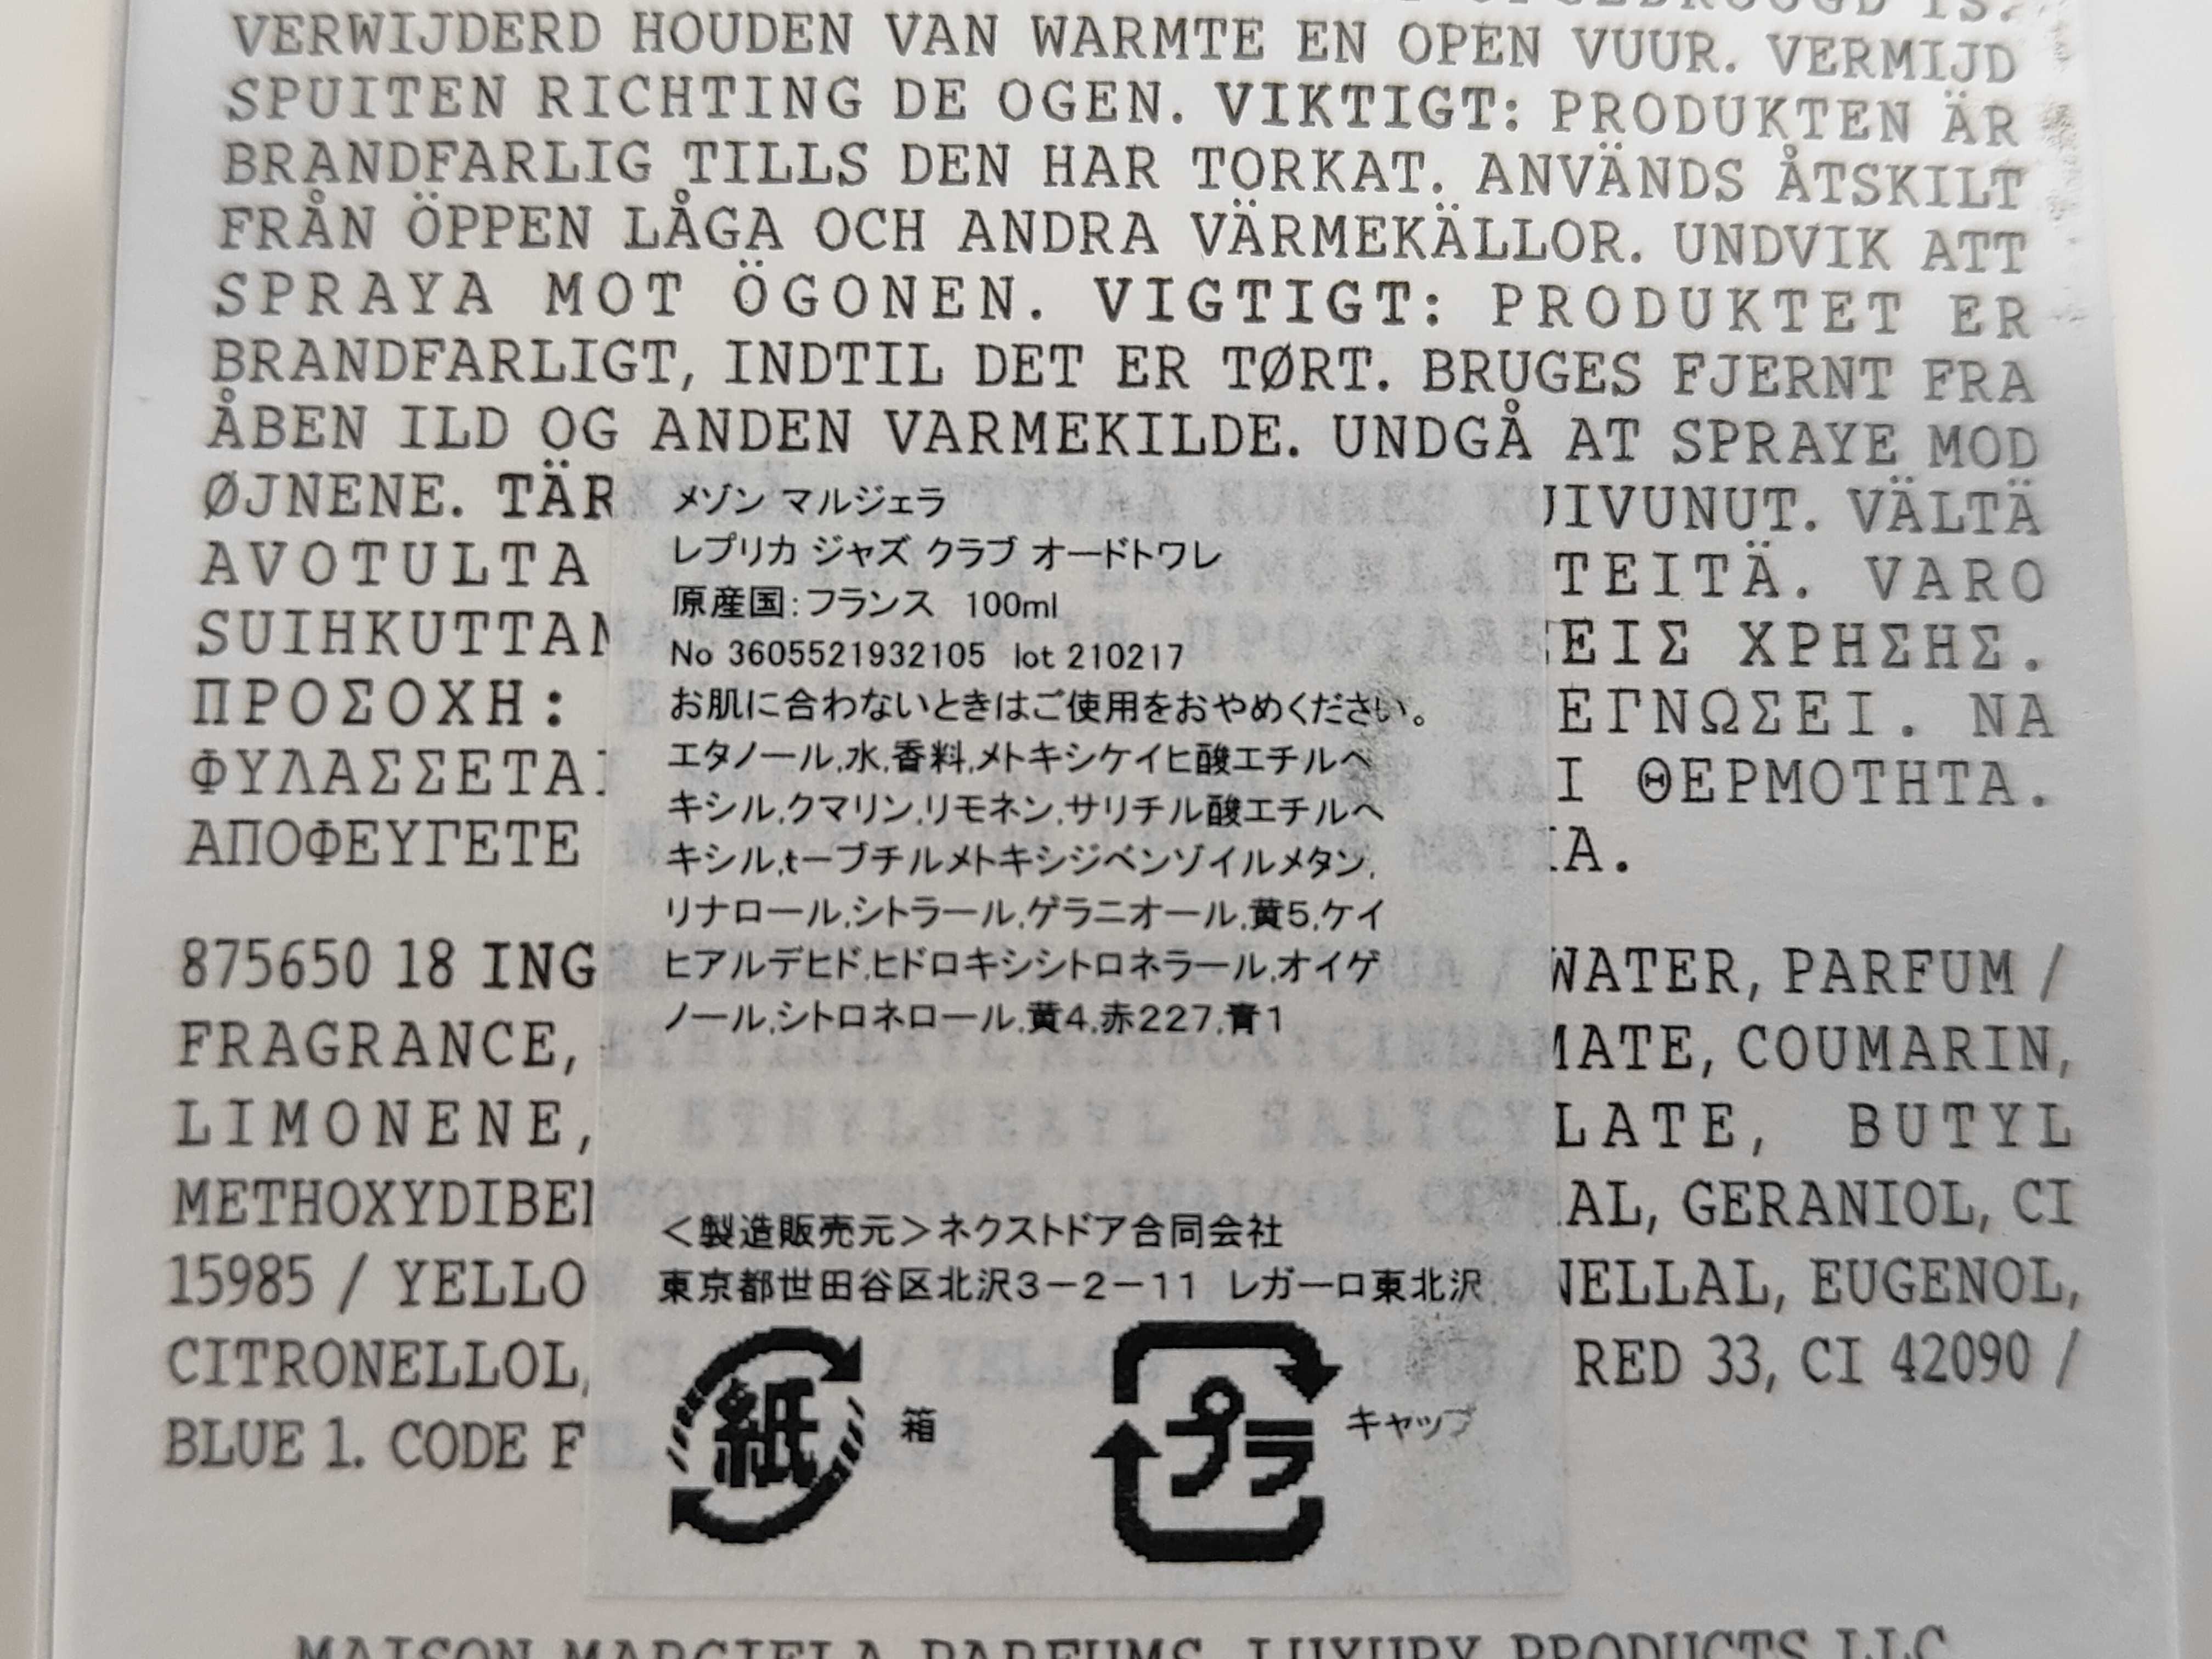 IS.
VERWIJDERD HOUDEN VAN WARMTE EN OPEN VUUR. VERMIJD
SPUITEN RICHTING DE OGEN. VIKTIGT: PRODUKTEN ÄR
BRANDFARLIG TILLS DEN HAR TORKAT. ANVÄNDS ÅTSKILT
FRÅN ÖPPEN LÅGA OCH ANDRA VÄRMEKÄLLOR. UNDVIK ATT
SPRAYA MOT ÖGONEN. VIGTIGT: PRODUKTET ER
BRANDFARLIGT, INDTIL DET ER TØRT. BRUGES FJERNT FRA
ÅBEN ILD OG ANDEN VARMEKILDE. UNDGÅ AT SPRAYE MOD
ØJNENE. TÄR
JIVUNUT. VÄLTÄ
AVOTULTA
TEITÄ. VARO
SUIHKUTTAM
ΣΕΙΣ ΧΡΗΣΗΣ.
ΠΡΟΣΟΧΗ:
ΕΓΝΩΣΕΙ. ΝΑ
ΦΥΛΑΣΣΕΤΑΙ
Ι ΘΕΡΜΟΤΗΤΑ.
ΑΠΟΦΕΥΓΕΤΕ
ΙΑ.
メゾン マルジェラ
レプリカ ジャズ クラブ オードトワレ
原産国:フランス 100ml
No 3605521932105 lot 210217
お肌に合わないときはご使用をおやめください。
エタノール,水,香料,メトキシケイヒ酸エチルヘ
キシル,クマリン,リモネン,サリチル酸エチルヘ
キシル,t−ブチルメトキシジベンゾイルメタン,
リナロール,シトラール,ゲラニオール,黄5,ケイ
ヒアルデヒド,ヒドロキシシトロネラール,オイゲ
ノール,シトロネロール,黄4,赤227,青1
<製造販売元>ネクストドア合同会社
東京都世田谷区北沢3−2−11 レガーロ東北沢
紙 箱
プラ キャップ
875650 18 ING
WATER, PARFUM /
FRAGRANCE,
MATE, COUMARIN,
LIMONENE, ETHYLHEXYL SALICYLATE, BUTYL
METHOXYDIBEN
AL, GERANIOL, CI
15985 / YELLO
NELLAL, EUGENOL,
CITRONELLOL,
RED 33, CI 42090 /
BLUE 1. CODE F
MAISON MARGIELA PARFUMS, LUXURY PRODUCTS LLC